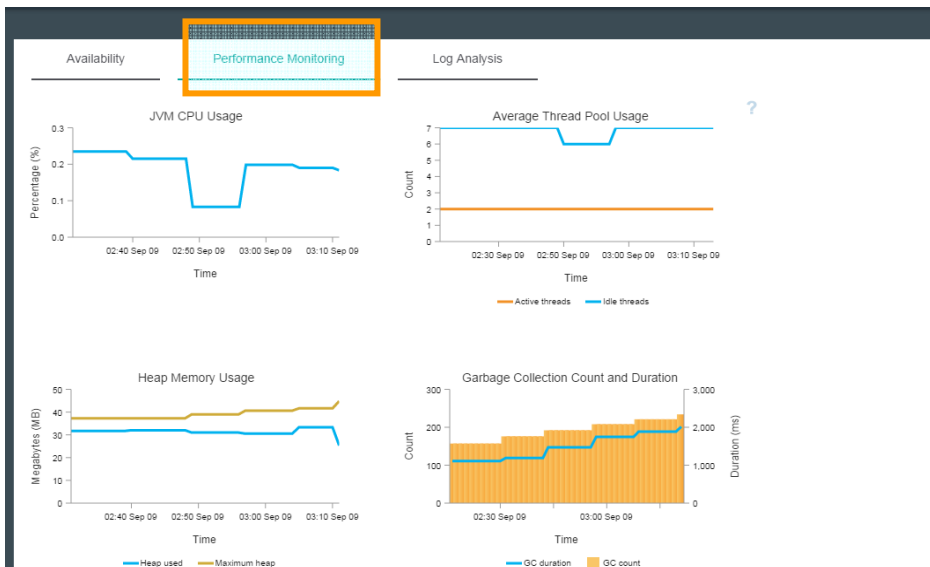 Availability
Performance Monitoring
Log Analysis
?
JVM CPU Usage
0.3
0.2
0.1
0.0
Percentage (%)
02:40 Sep 09 02:50 Sep 09 03:00 Sep 09 03:10 Sep 09
Time
Average Thread Pool Usage
7
6
5
4
3
2
1
0
Count
02:30 Sep 09 02:50 Sep 09 03:00 Sep 09 03:10 Sep 09
Time
Active threads Idle threads
Heap Memory Usage
50
40
30
20
10
0
Megabytes (MB)
02:40 Sep 09 02:50 Sep 09 03:00 Sep 09 03:10 Sep 09
Time
Heap used Maximum heap
Garbage Collection Count and Duration
300
200
100
0
Count
3,000
2,000
1,000
0
Duration (ms)
02:30 Sep 09 03:00 Sep 09
Time
GC duration GC count